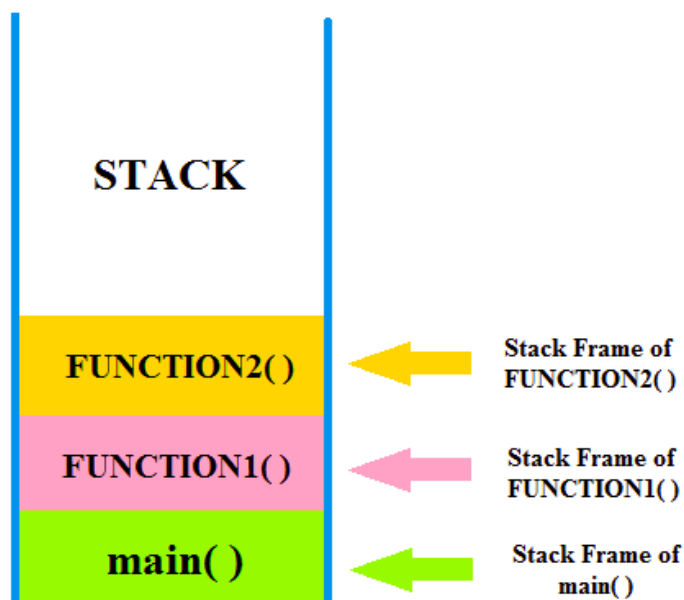 STACK
FUNCTION2( )
Stack Frame of
FUNCTION2( )
FUNCTION1( )
Stack Frame of
FUNCTION1( )
main( )
Stack Frame of
main( )